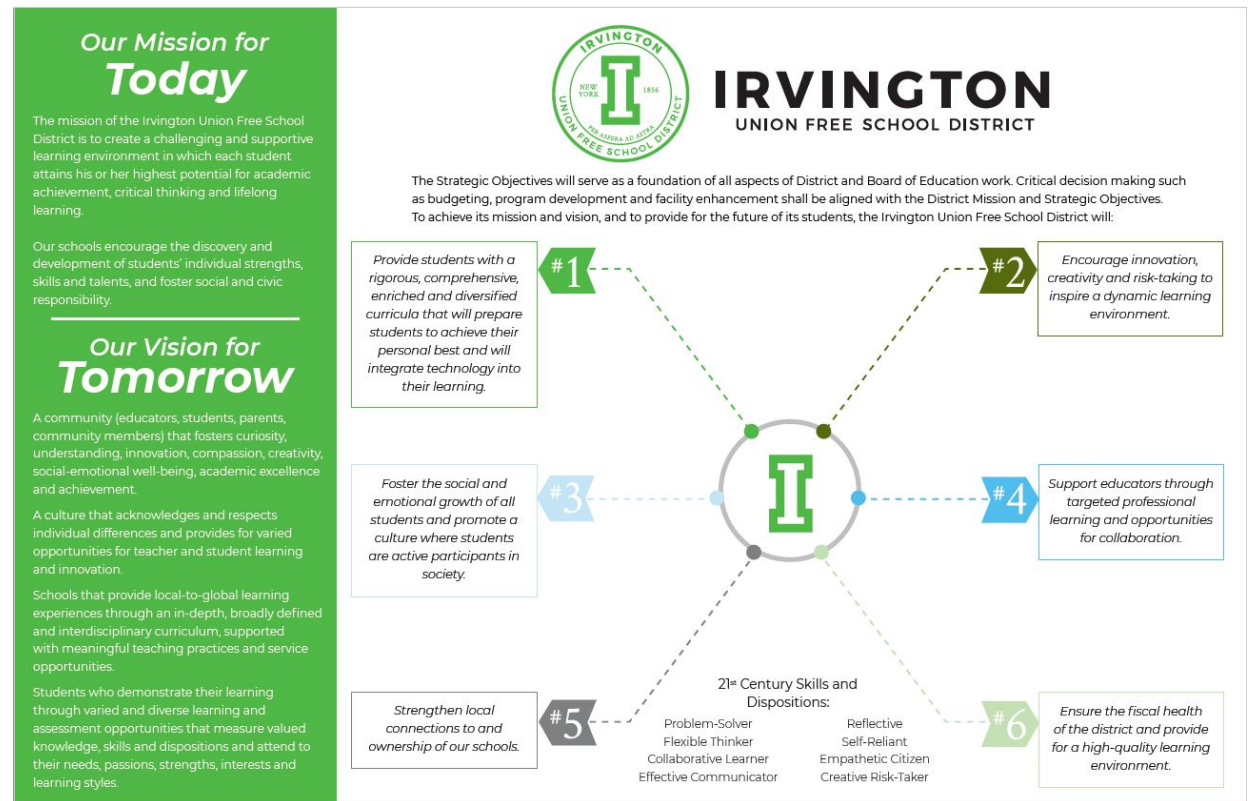 Our Mission for
Today
The mission of the Irvington Union Free School
District is to create a challenging and supportive
learning environment in which each student
attains his or her highest potential for academic
achievement, critical thinking and lifelong
learning.
Our schools encourage the discovery and
development of students' individual strengths,
skills and talents, and foster social and civic
responsibility.
Our Vision for
Tomorrow
A community (educators, students, parents,
community members) that fosters curiosity,
understanding, innovation, compassion, creativity,
social-emotional well-being, academic excellence
and achievement.
A culture that acknowledges and respects
individual differences and provides for varied
opportunities for teacher and student learning
and innovation.
Schools that provide local-to-global learning
experiences through an in-depth, broadly defined
and interdisciplinary curriculum, supported
with meaningful teaching practices and service
opportunities.
Students who demonstrate their learning
through varied and diverse learning and
assessment opportunities that measure valued
knowledge, skills and dispositions and attend to
their needs, passions, strengths, interests and
learning styles.
IRVINGTON
UNION FREE SCHOOL DISTRICT
NEW
YORK
1856
I
PER ASPERA AD ASTRA
IRVINGTON
UNION FREE SCHOOL DISTRICT
The Strategic Objectives will serve as a foundation of all aspects of District and Board of Education work. Critical decision making such
as budgeting, program development and facility enhancement shall be aligned with the District Mission and Strategic Objectives.
To achieve its mission and vision, and to provide for the future of its students, the Irvington Union Free School District will:
#1
Provide students with a
rigorous, comprehensive,
enriched and diversified
curricula that will prepare
students to achieve their
personal best and will
integrate technology into
their learning.
#2
Encourage innovation,
creativity and risk-taking to
inspire a dynamic learning
environment.
#3
Foster the social and
emotional growth of all
students and promote a
culture where students
are active participants in
society.
I
#4
Support educators through
targeted professional
learning and opportunities
for collaboration.
#5
Strengthen local
connections to and
ownership of our schools.
21st Century Skills and
Dispositions:
Problem-Solver
Flexible Thinker
Collaborative Learner
Effective Communicator
Reflective
Self-Reliant
Empathetic Citizen
Creative Risk-Taker
#6
Ensure the fiscal health
of the district and provide
for a high-quality learning
environment.